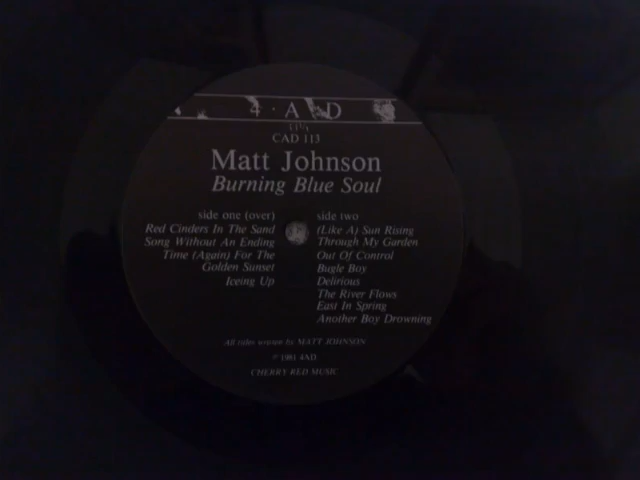 4·A D
33⅓
CAD 113
Matt Johnson
Burning Blue Soul
side one (over)
Red Cinders In The Sand
Song Without An Ending
Time (Again) For The
Golden Sunset
Iceing Up
side two
(Like A) Sun Rising
Through My Garden
Out Of Control
Bugle Boy
Delirious
The River Flows
East In Spring
Another Boy Drowning
All titles written by MATT JOHNSON
℗ 1981 4AD
CHERRY RED MUSIC